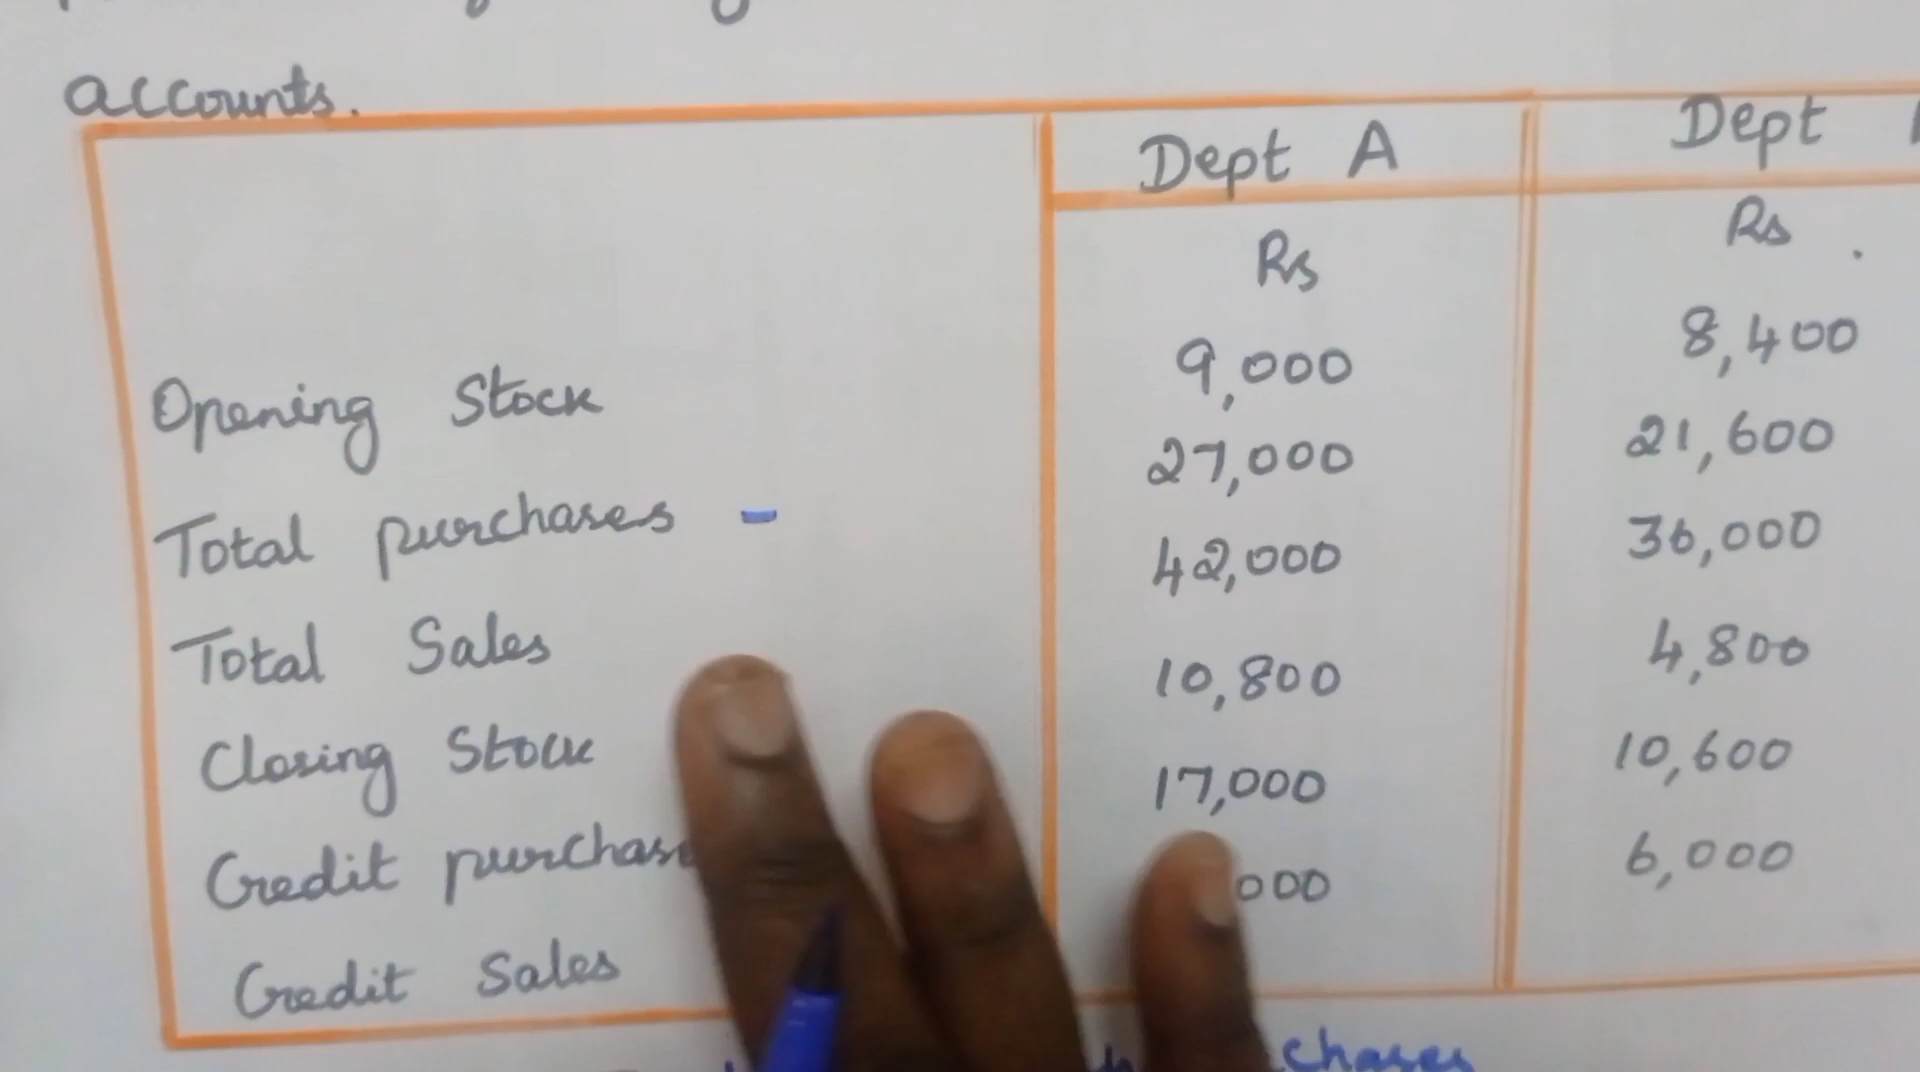 accounts.
Dept A Dept
Rs Rs
Opening Stock 9,000 8,400
Total purchases - 27,000 21,600
Total Sales 42,000 36,000
Closing Stock 10,800 4,800
Credit purchase 17,000 10,600
Credit Sales 000 6,000
chases